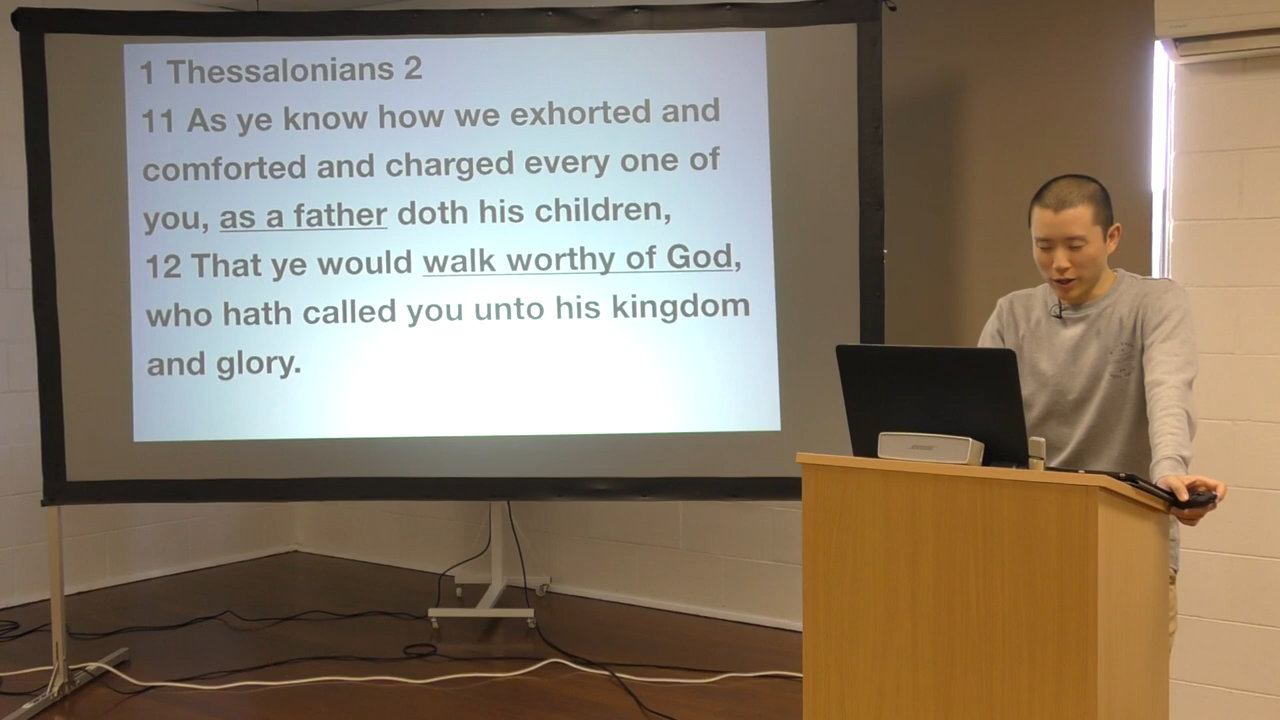 1 Thessalonians 2
11 As ye know how we exhorted and
comforted and charged every one of
you, as a father doth his children,
12 That ye would walk worthy of God,
who hath called you unto his kingdom
and glory.